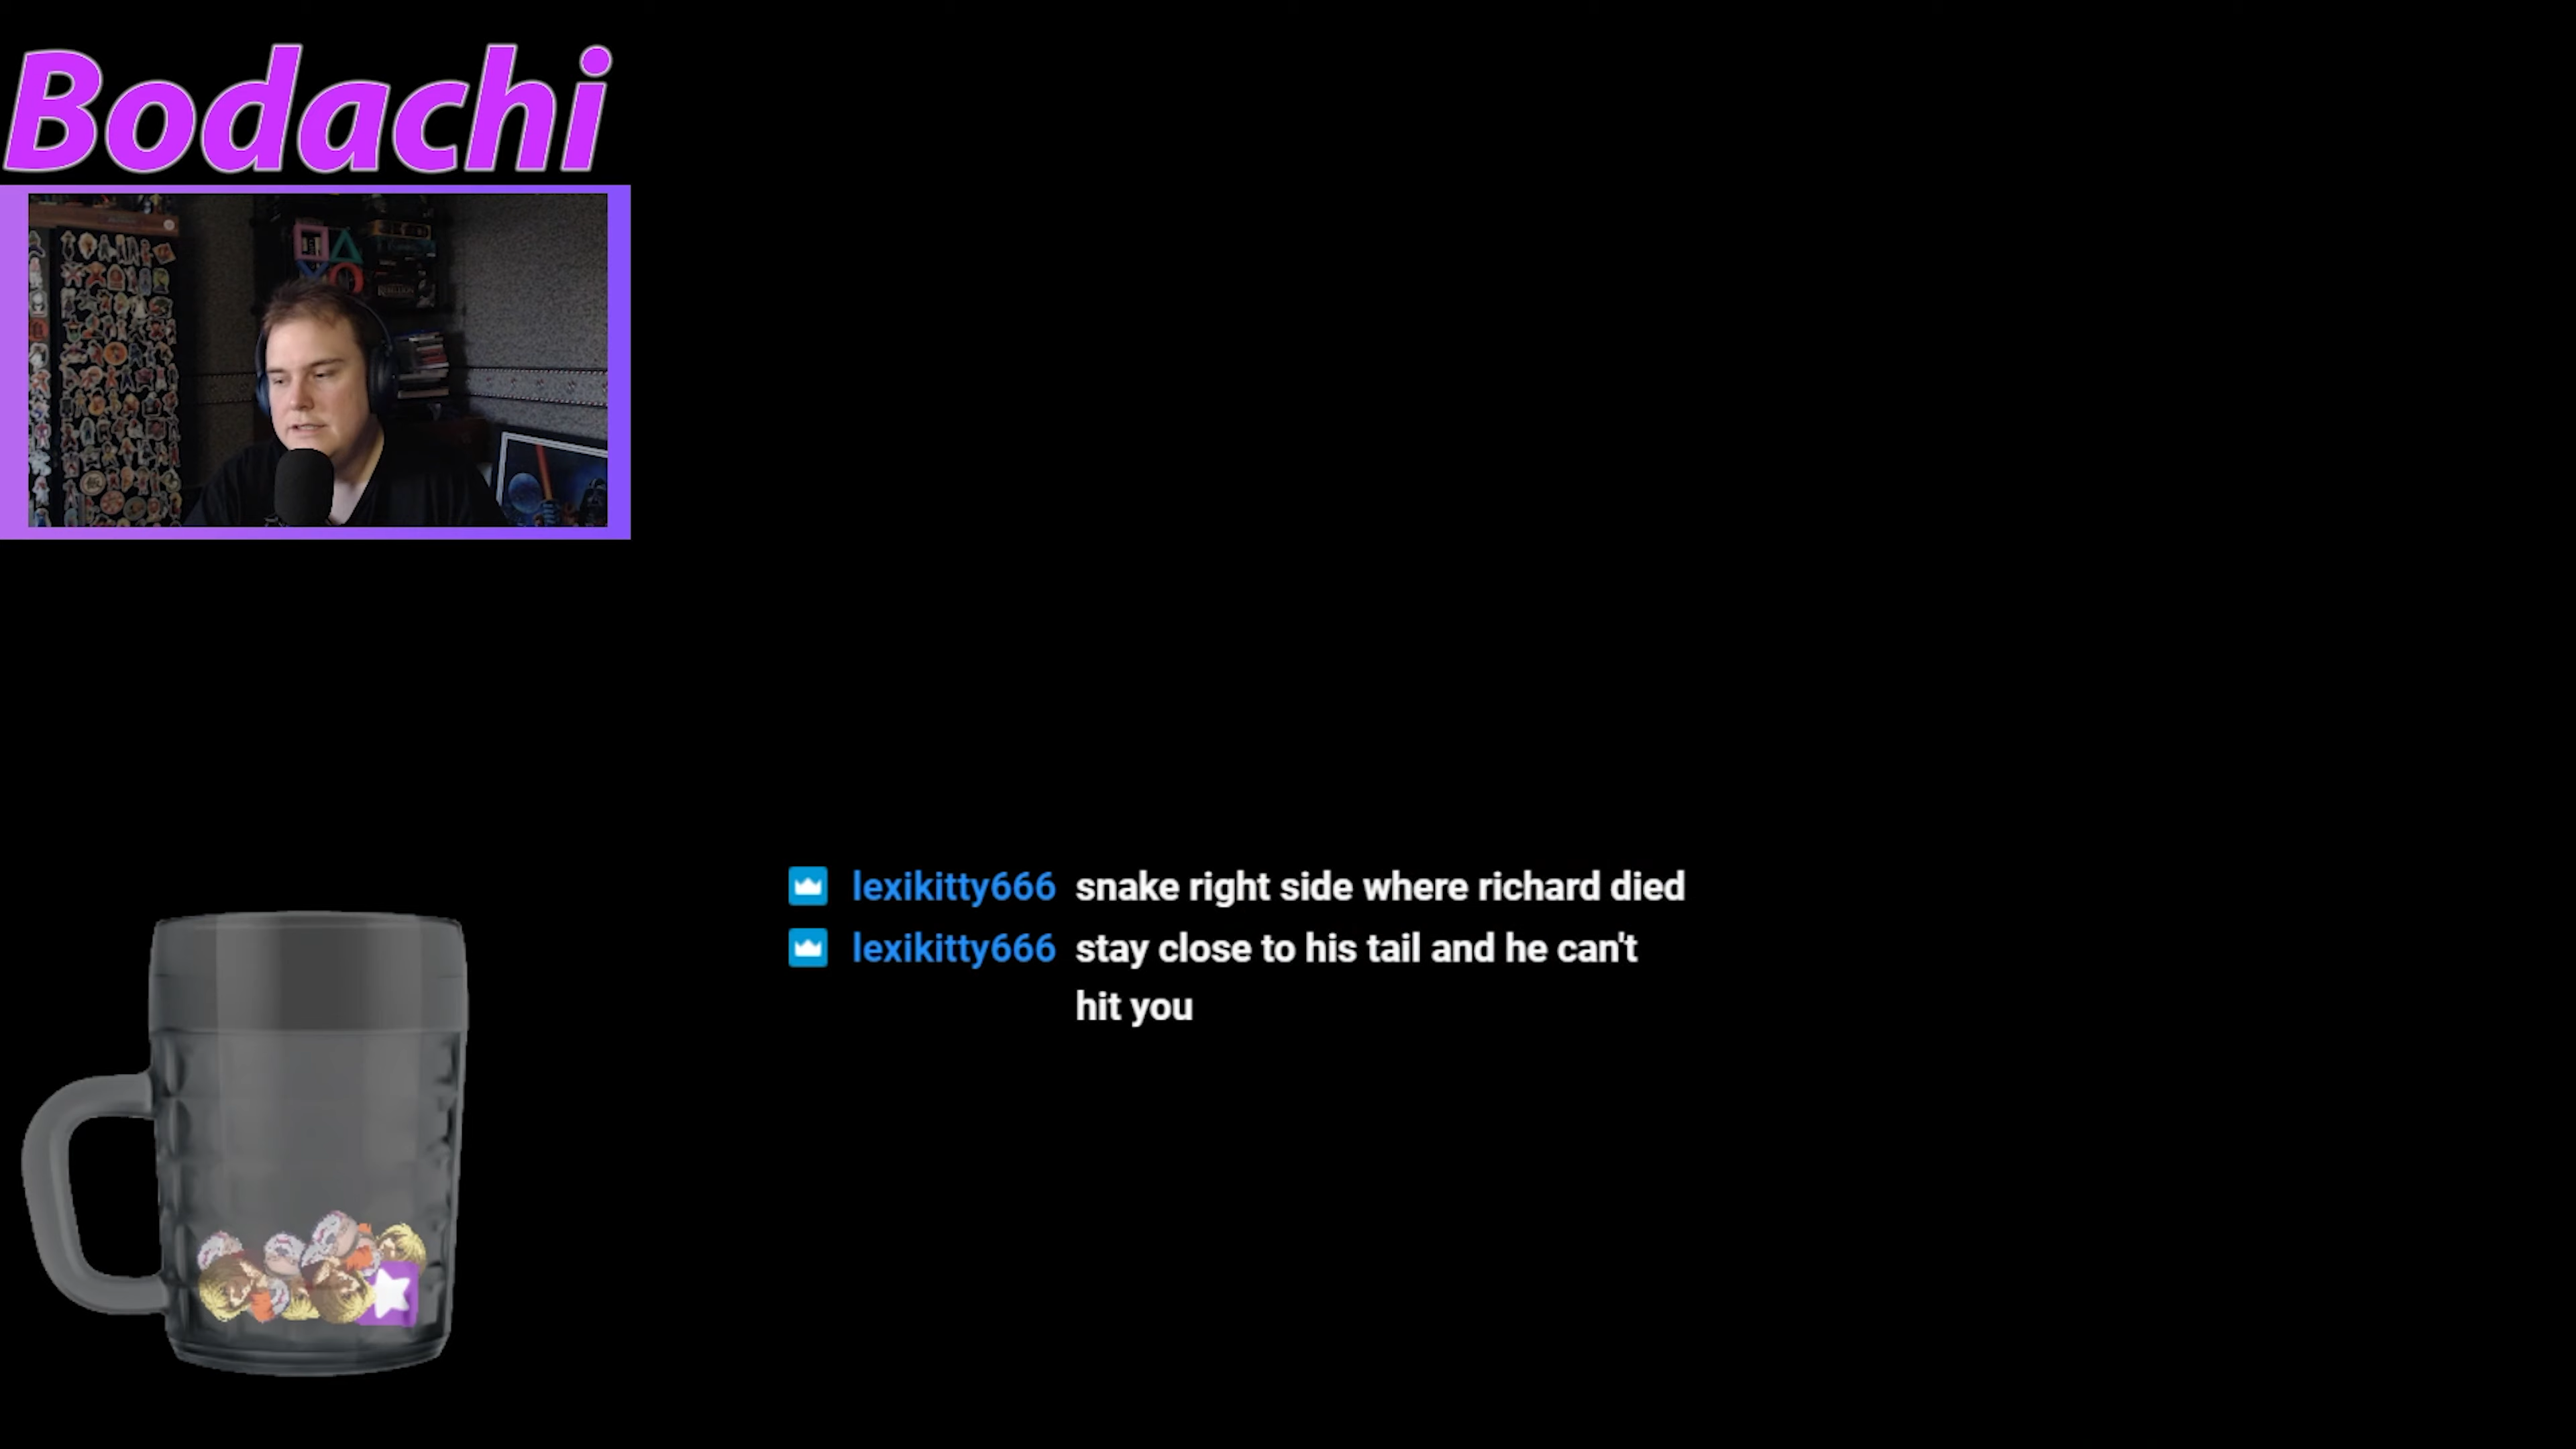 Bodachi
lexikitty666 snake right side where richard died
lexikitty666 stay close to his tail and he can't
hit you